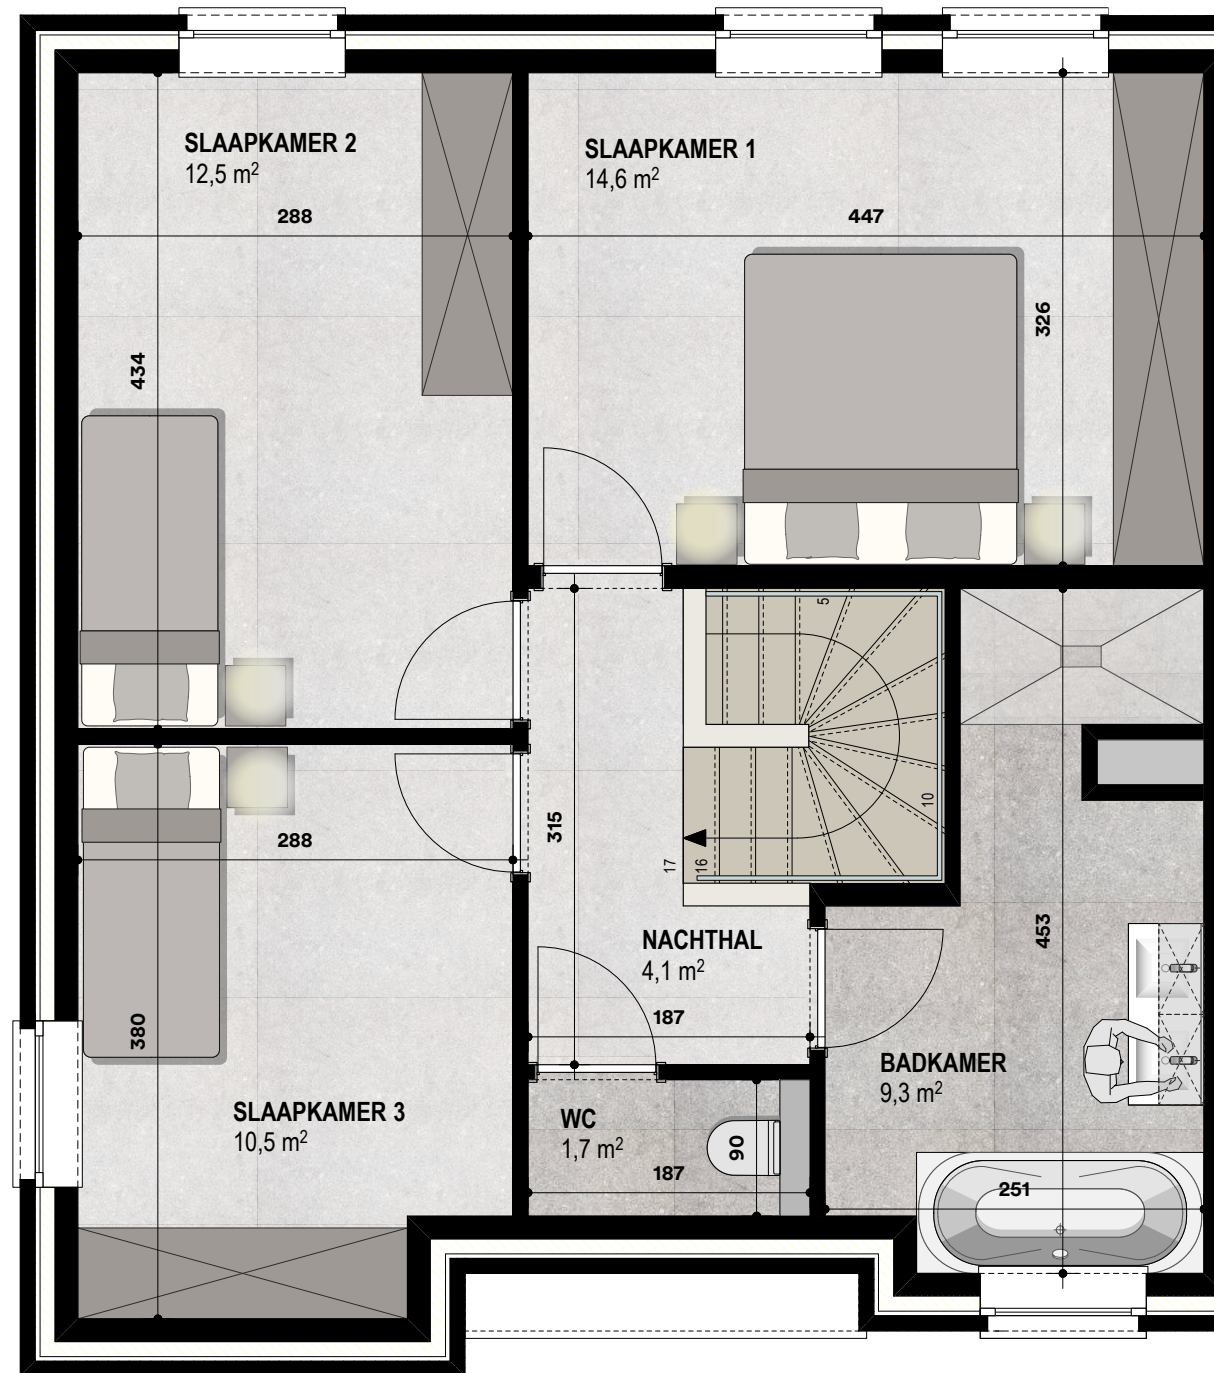 SLAAPKAMER 2
12,5 m²
288
434
SLAAPKAMER 1
14,6 m²
447
326
5
10
17
16
315
288
380
SLAAPKAMER 3
10,5 m²
NACHTHAL
4,1 m²
187
453
BADKAMER
9,3 m²
WC
1,7 m²
90
187
251